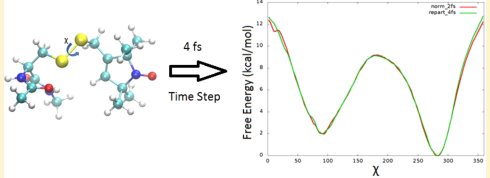 χ
4 fs
Time Step
Free Energy (kcal/mol)
14
12
10
8
6
4
2
0
0 50 100 150 200 250 300 350
χ
norm_2fs
repart_4fs